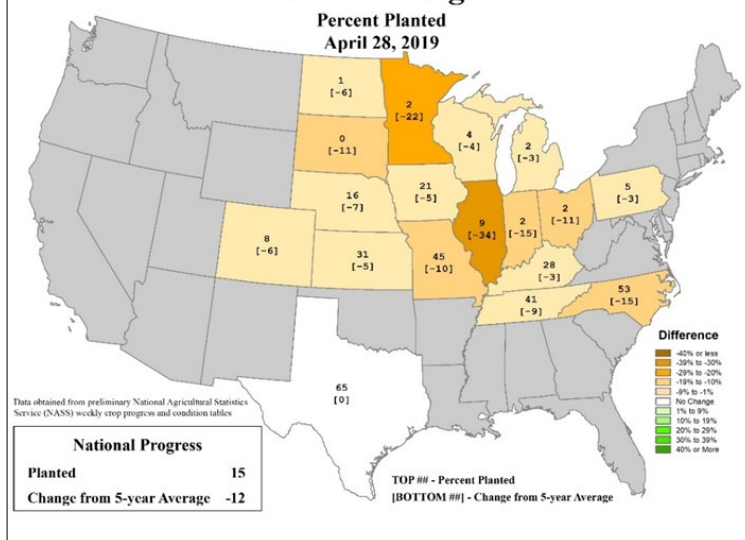 Percent Planted
April 28, 2019
1
[-6]
2
[-22]
0
[-11]
4
[-4]
2
[-3]
16
[-7]
21
[-5]
9
[-34]
2
[-15]
2
[-11]
5
[-3]
8
[-6]
31
[-5]
45
[-10]
28
[-3]
41
[-9]
53
[-15]
65
[0]
Difference
-40% or less
-39% to -30%
-29% to -20%
-19% to -10%
-9% to -1%
No Change
1% to 9%
10% to 19%
20% to 29%
30% to 39%
40% or More
Data obtained from preliminary National Agricultural Statistics
Service (NASS) weekly crop progress and condition tables
National Progress
Planted 15
Change from 5-year Average -12
TOP ## - Percent Planted
[BOTTOM ##] - Change from 5-year Average